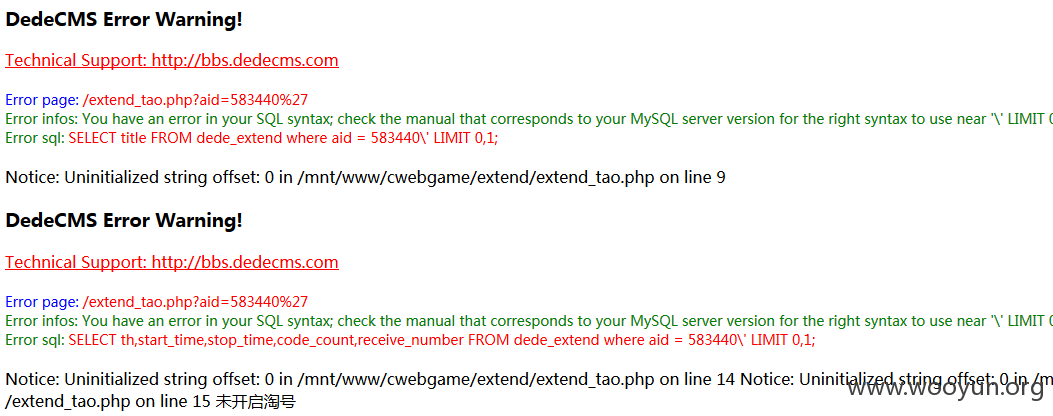 DedeCMS Error Warning!
Technical Support: http://bbs.dedecms.com
Error page: /extend_tao.php?aid=583440%27
Error infos: You have an error in your SQL syntax; check the manual that corresponds to your MySQL server version for the right syntax to use near '\' LIMIT 0
Error sql: SELECT title FROM dede_extend where aid = 583440\' LIMIT 0,1;
Notice: Uninitialized string offset: 0 in /mnt/www/cwebgame/extend/extend_tao.php on line 9
DedeCMS Error Warning!
Technical Support: http://bbs.dedecms.com
Error page: /extend_tao.php?aid=583440%27
Error infos: You have an error in your SQL syntax; check the manual that corresponds to your MySQL server version for the right syntax to use near '\' LIMIT 0
Error sql: SELECT th,start_time,stop_time,code_count,receive_number FROM dede_extend where aid = 583440\' LIMIT 0,1;
Notice: Uninitialized string offset: 0 in /mnt/www/cwebgame/extend/extend_tao.php on line 14 Notice: Uninitialized string offset: 0 in /m
/extend_tao.php on line 15 未开启淘号
www.wooyun.org